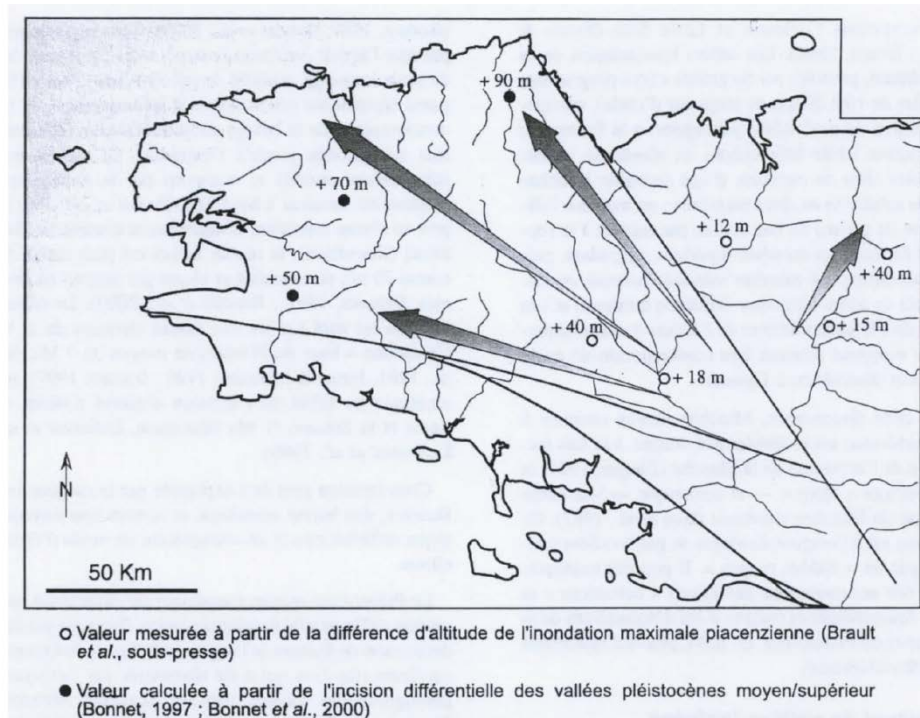 + 90 m
+ 70 m
- 12 m
+ 40 m
+ 50 m
+ 15 m
+ 40 m
+ 18 m
N
50 Km
Valeur mesurée à partir de la différence d'altitude de l'inondation maximale piacenzienne (Brault
et al., sous-presse)
Valeur calculée à partir de l'incision différentielle des vallées pléistocènes moyen/supérieur
(Bonnet, 1997 ; Bonnet et al., 2000)